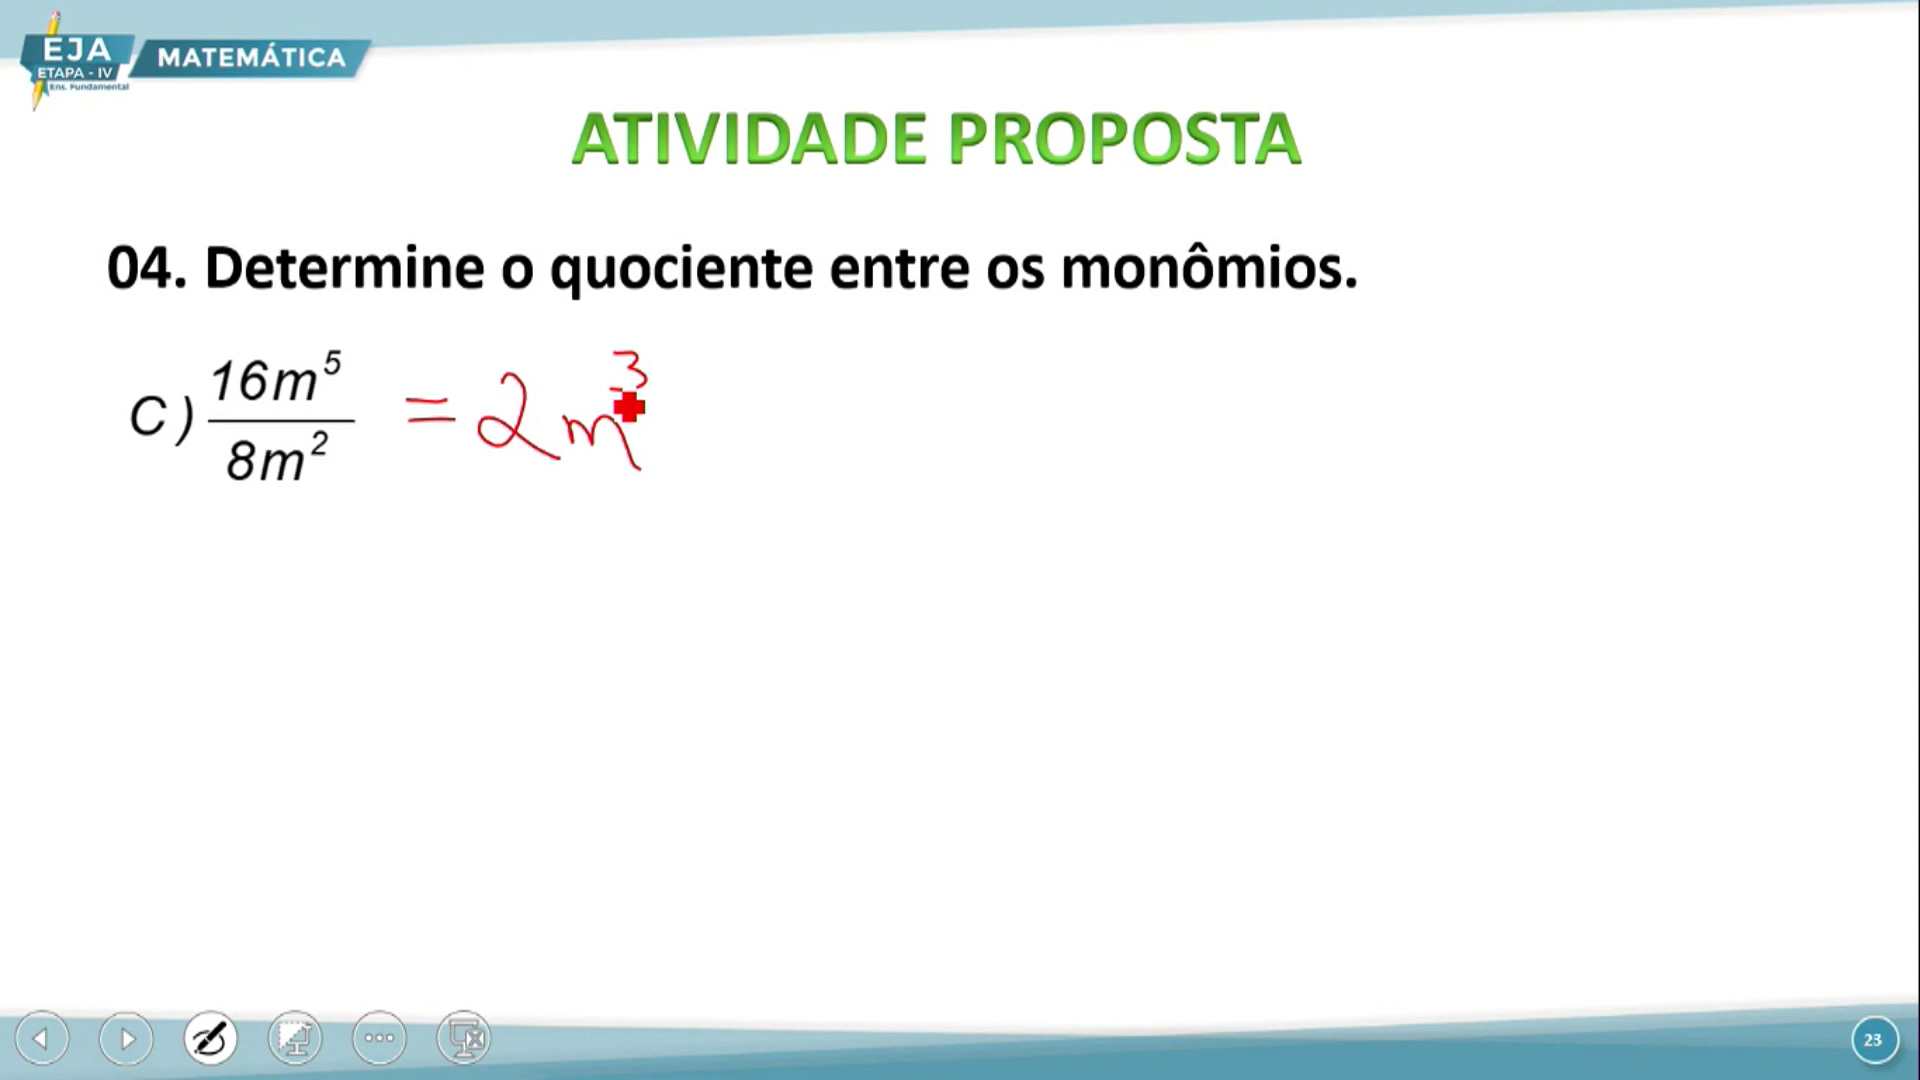 EJA
ETAPA - IV
Ens. Fundamental
MATEMÁTICA
ATIVIDADE PROPOSTA
04. Determine o quociente entre os monômios.
C) 16m⁵ / 8m² = 2m³
23